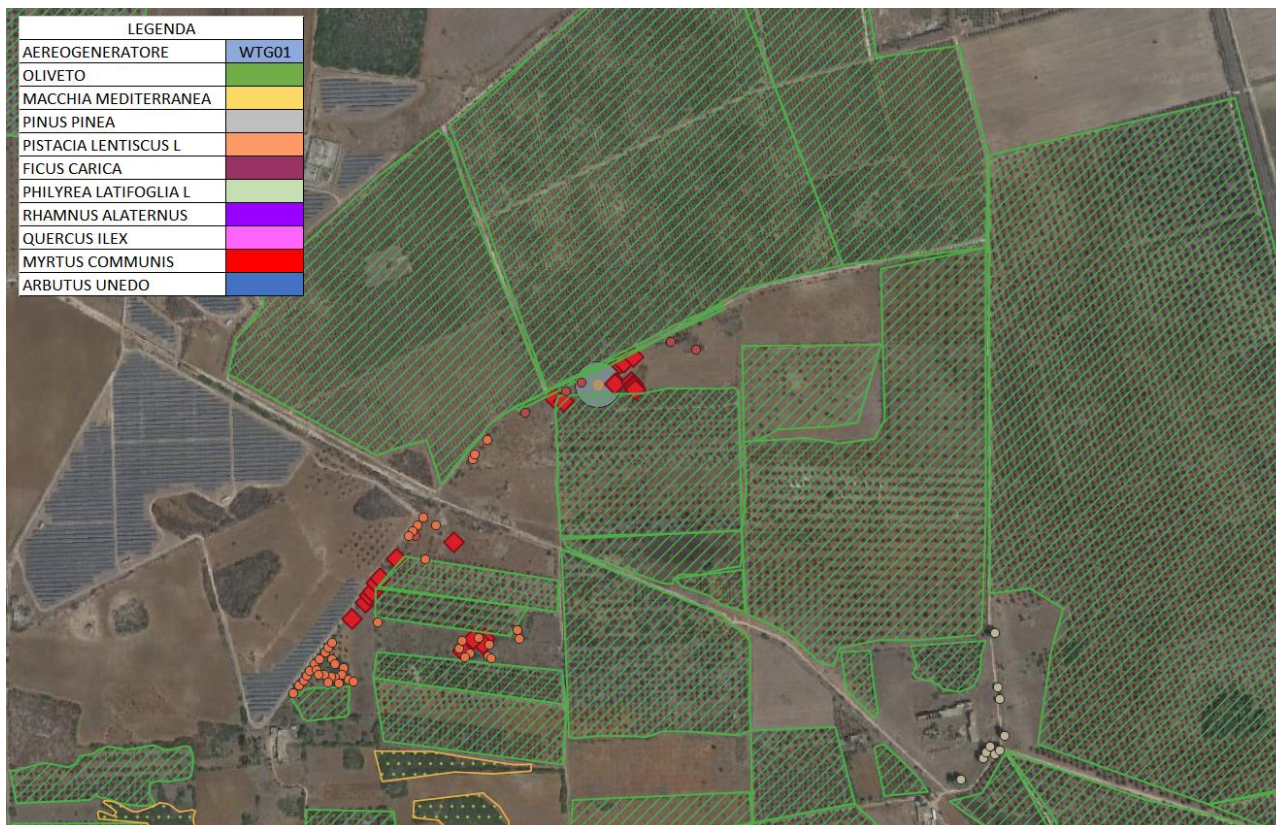 LEGENDA
AEREOGENERATORE WTG01
OLIVETO
MACCHIA MEDITERRANEA
PINUS PINEA
PISTACIA LENTISCUS L
FICUS CARICA
PHILYREA LATIFOGLIA L
RHAMNUS ALATERNUS
QUERCUS ILEX
MYRTUS COMMUNIS
ARBUTUS UNEDO